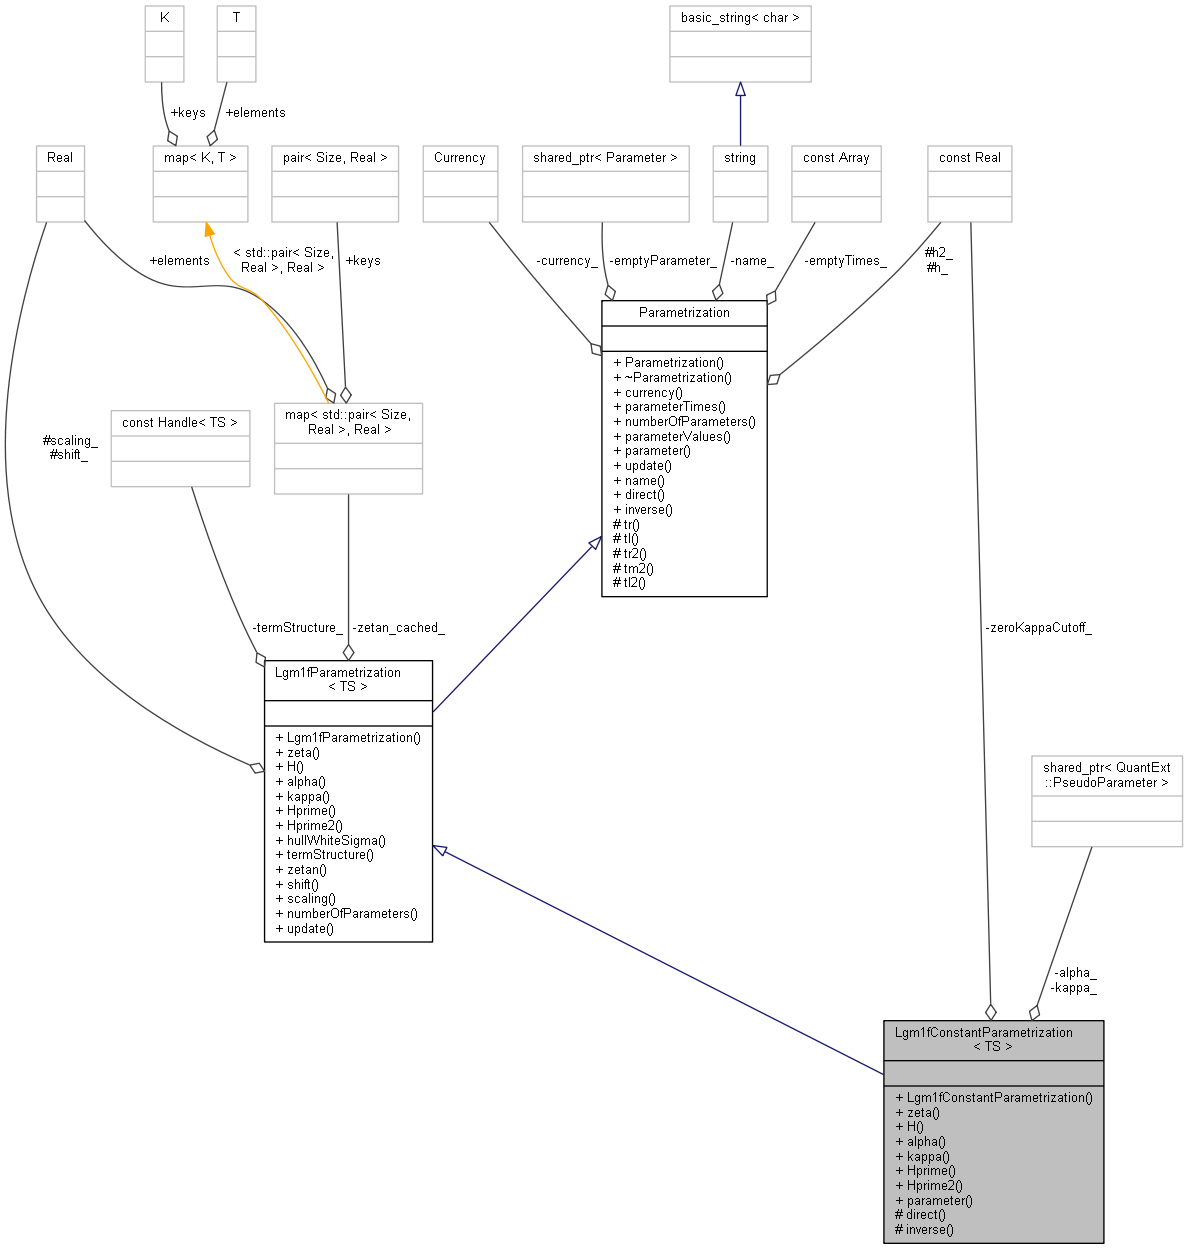 K
T
basic_string< char >
+keys
+elements
Real
map< K, T >
pair< Size, Real >
Currency
shared_ptr< Parameter >
string
const Array
const Real
+elements
< std::pair< Size,
Real >, Real >
+keys
-currency_
-emptyParameter_
-name_
-emptyTimes_
#h2_
#h_
Parametrization
+ Parametrization()
+ ~Parametrization()
+ currency()
+ parameterTimes()
+ numberOfParameters()
+ parameterValues()
+ parameter()
+ update()
+ name()
+ direct()
+ inverse()
# tr()
# tl()
# tr2()
# tm2()
# tl2()
const Handle< TS >
map< std::pair< Size,
Real >, Real >
#scaling_
#shift_
-termStructure_
-zetan_cached_
-zeroKappaCutoff_
Lgm1fParametrization
< TS >
+ Lgm1fParametrization()
+ zeta()
+ H()
+ alpha()
+ kappa()
+ Hprime()
+ Hprime2()
+ hullWhiteSigma()
+ termStructure()
+ zetan()
+ shift()
+ scaling()
+ numberOfParameters()
+ update()
shared_ptr< QuantExt
::PseudoParameter >
-alpha_
-kappa_
Lgm1fConstantParametrization
< TS >
+ Lgm1fConstantParametrization()
+ zeta()
+ H()
+ alpha()
+ kappa()
+ Hprime()
+ Hprime2()
+ parameter()
# direct()
# inverse()